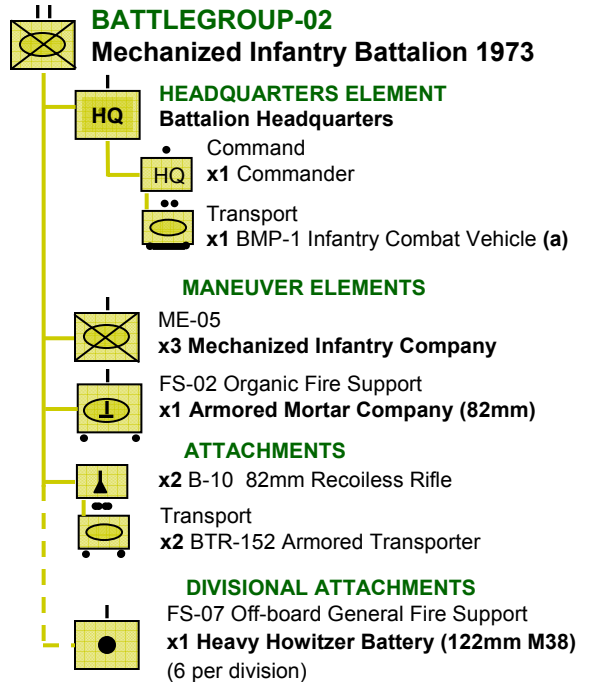 BATTLEGROUP-02
Mechanized Infantry Battalion 1973
HEADQUARTERS ELEMENT
HQ
Battalion Headquarters
Command
HQ
x1 Commander
Transport
x1 BMP-1 Infantry Combat Vehicle (a)
MANEUVER ELEMENTS
ME-05
x3 Mechanized Infantry Company
FS-02 Organic Fire Support
x1 Armored Mortar Company (82mm)
ATTACHMENTS
x2 B-10 82mm Recoiless Rifle
Transport
x2 BTR-152 Armored Transporter
DIVISIONAL ATTACHMENTS
FS-07 Off-board General Fire Support
x1 Heavy Howitzer Battery (122mm M38)
(6 per division)